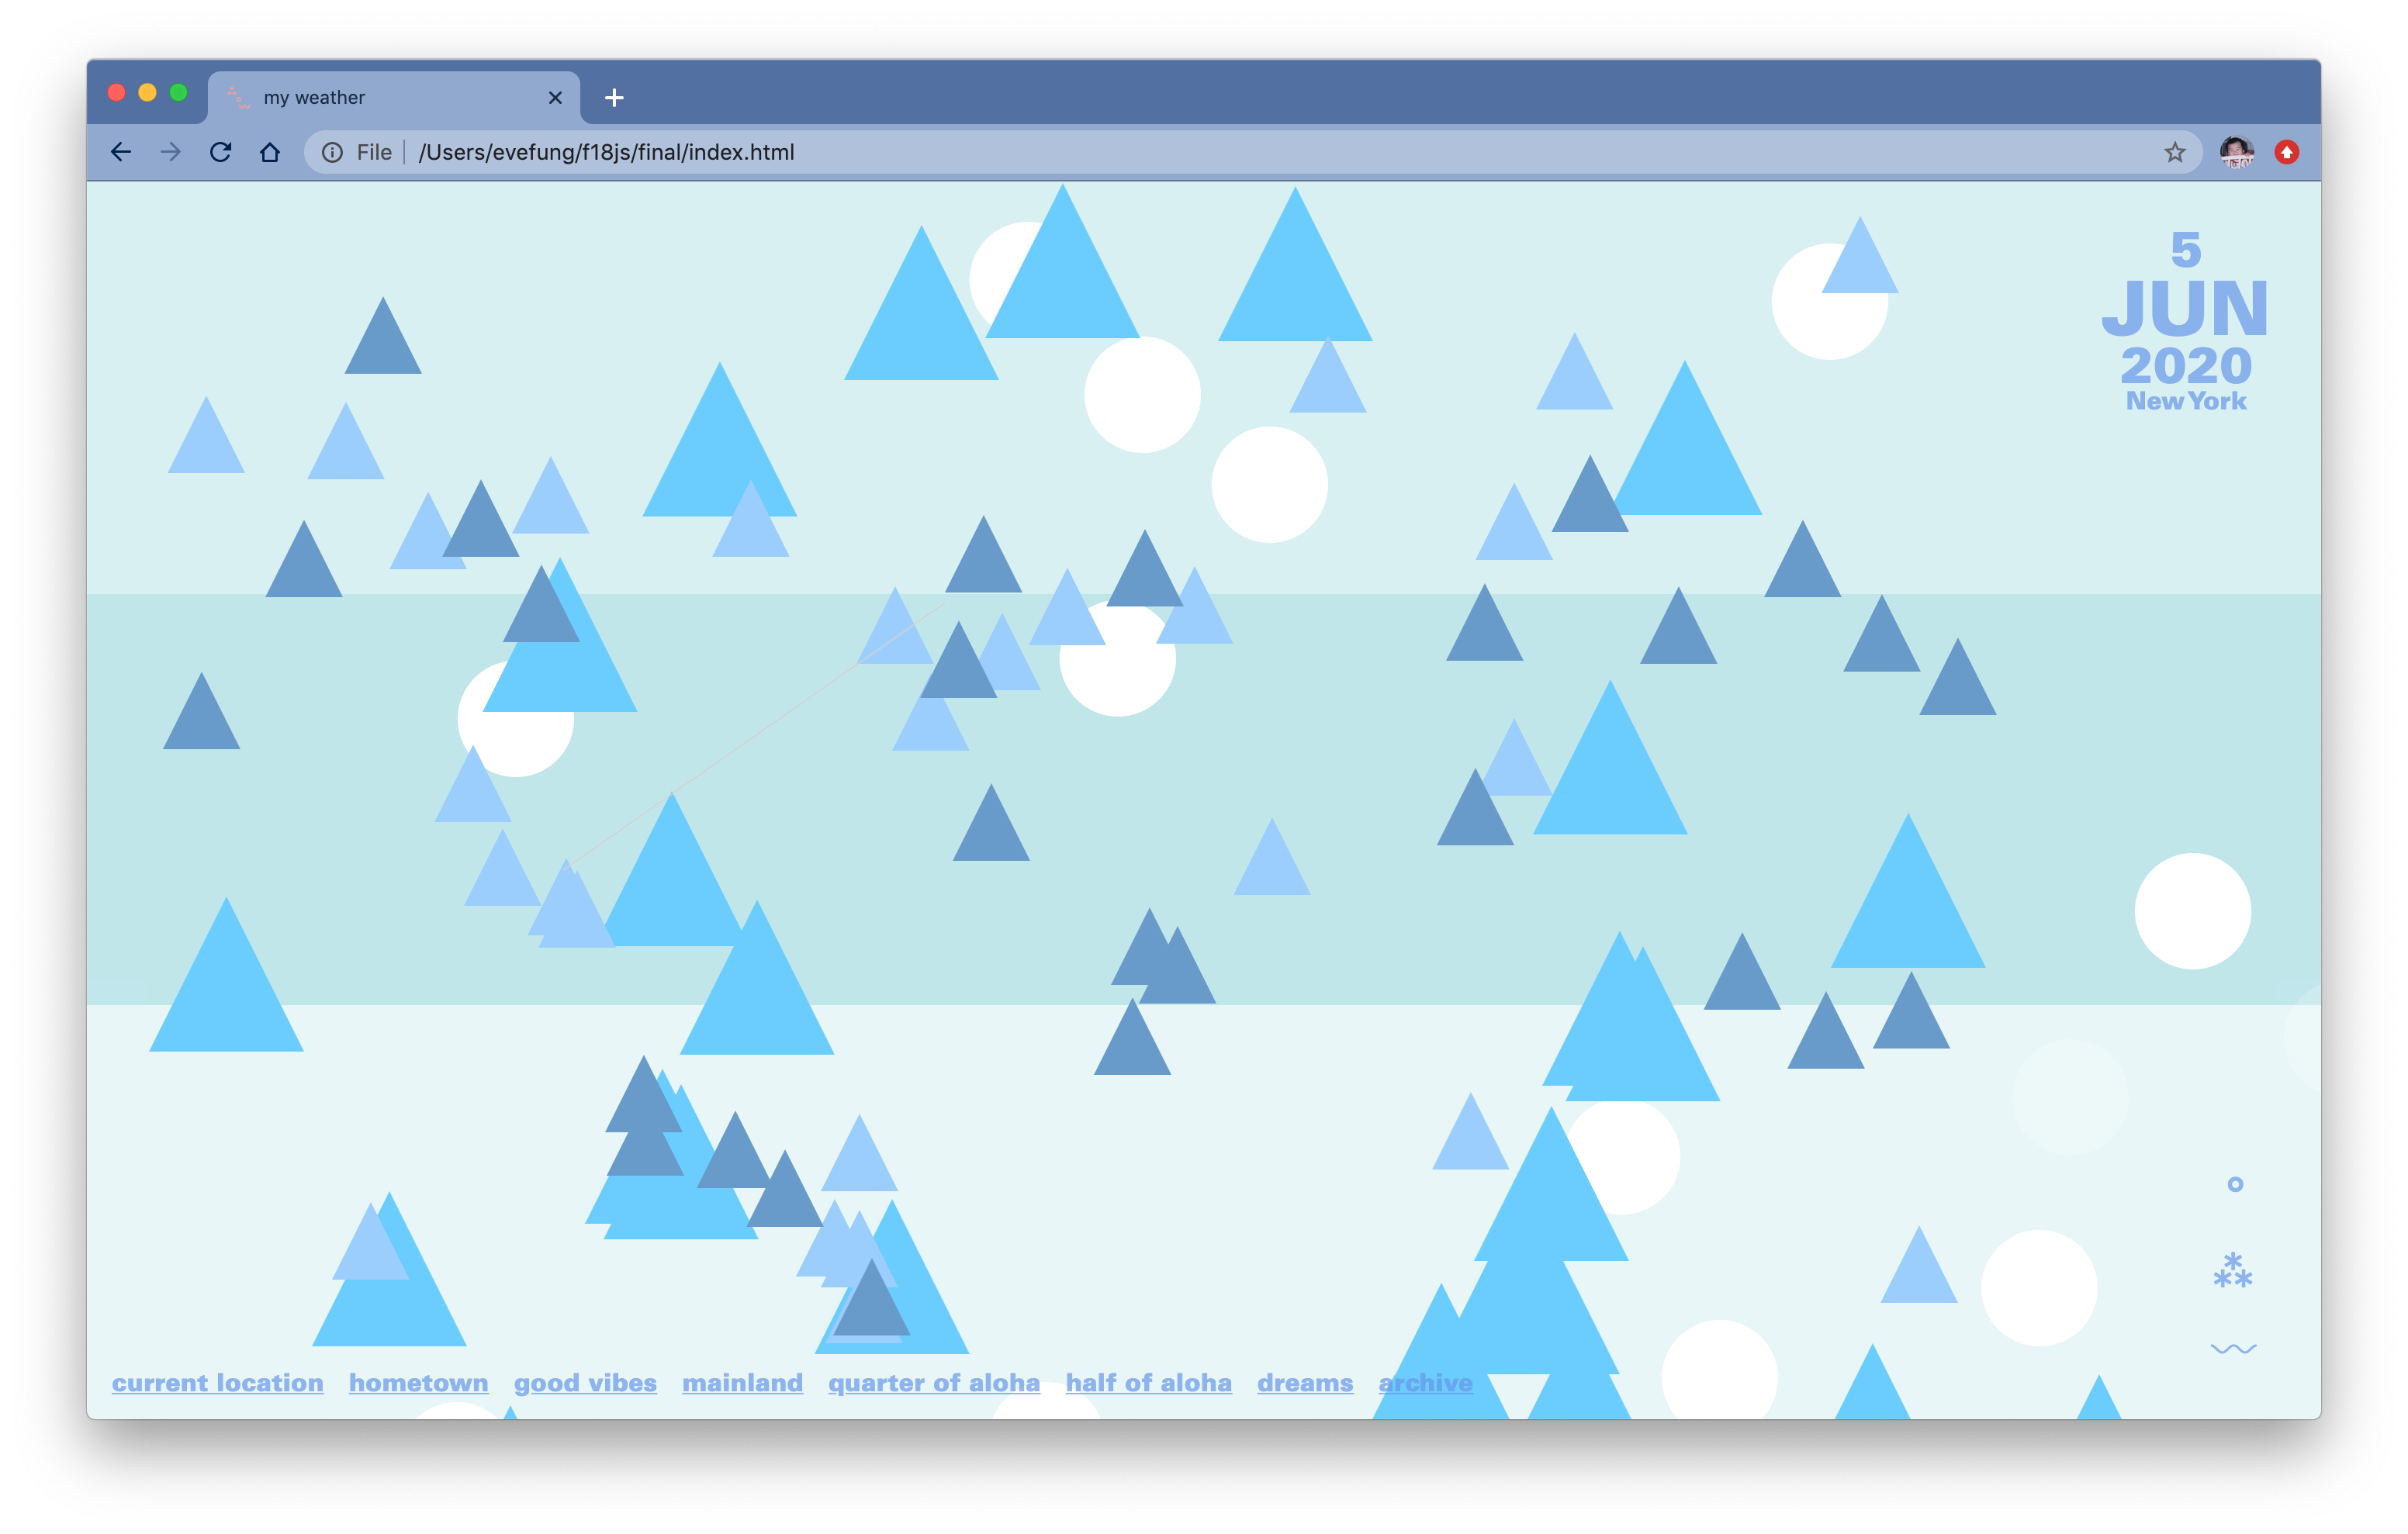 my weather
File /Users/evefung/f18js/final/index.html
5
JUN
2020
New York
current location hometown good vibes mainland quarter of aloha half of aloha dreams archive